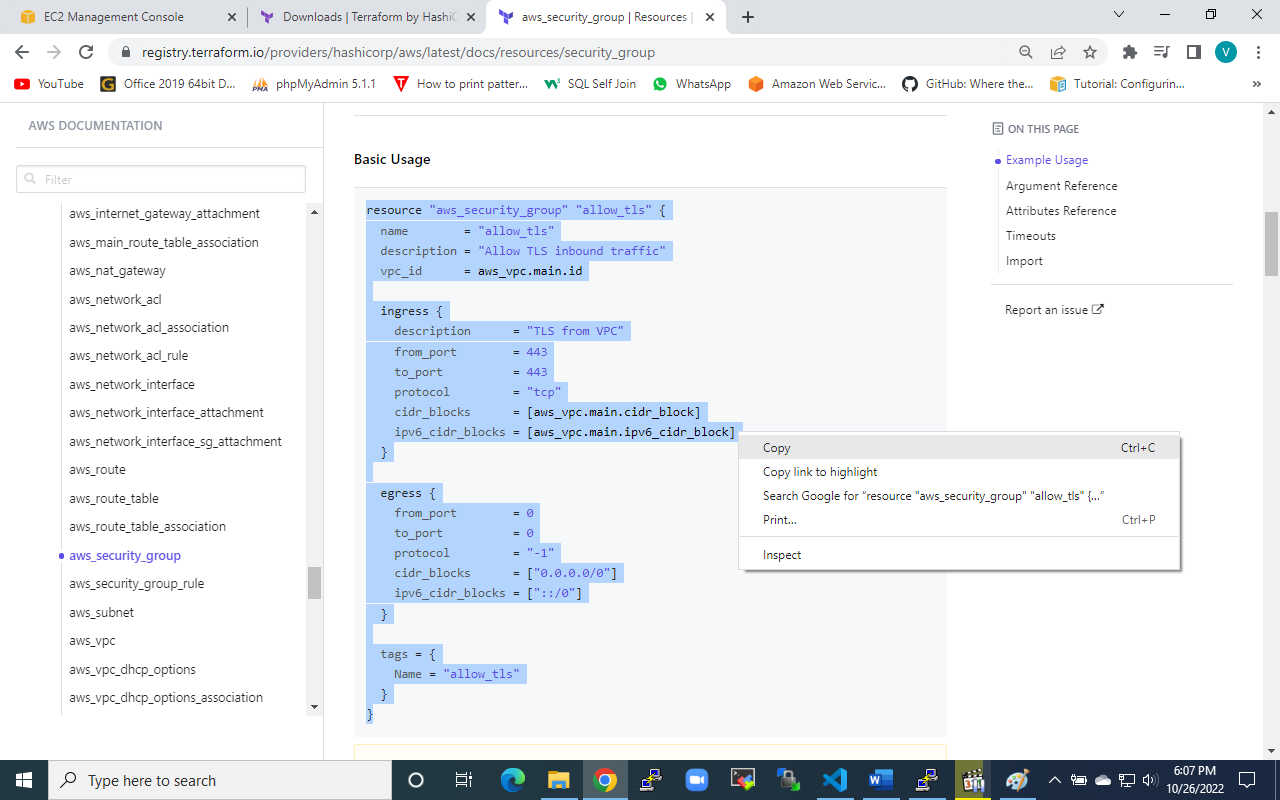 EC2 Management Console
Downloads | Terraform by HashiC
aws_security_group | Resources |
registry.terraform.io/providers/hashicorp/aws/latest/docs/resources/security_group
V
YouTube
Office 2019 64bit D...
phpMyAdmin 5.1.1
How to print patter...
SQL Self Join
WhatsApp
Amazon Web Servic...
GitHub: Where the...
Tutorial: Configurin...
»
AWS DOCUMENTATION
Filter
aws_internet_gateway_attachment
aws_main_route_table_association
aws_nat_gateway
aws_network_acl
aws_network_acl_association
aws_network_acl_rule
aws_network_interface
aws_network_interface_attachment
aws_network_interface_sg_attachment
aws_route
aws_route_table
aws_route_table_association
aws_security_group
aws_security_group_rule
aws_subnet
aws_vpc
aws_vpc_dhcp_options
aws_vpc_dhcp_options_association
Basic Usage
resource "aws_security_group" "allow_tls" {
  name        = "allow_tls"
  description = "Allow TLS inbound traffic"
  vpc_id      = aws_vpc.main.id
  ingress {
    description      = "TLS from VPC"
    from_port        = 443
    to_port          = 443
    protocol         = "tcp"
    cidr_blocks      = [aws_vpc.main.cidr_block]
    ipv6_cidr_blocks = [aws_vpc.main.ipv6_cidr_block]
  }
  egress {
    from_port        = 0
    to_port          = 0
    protocol         = "-1"
    cidr_blocks      = ["0.0.0.0/0"]
    ipv6_cidr_blocks = ["::/0"]
  }
  tags = {
    Name = "allow_tls"
  }
}
Copy Ctrl+C
Copy link to highlight
Search Google for “resource "aws_security_group" "allow_tls" {...”
Print... Ctrl+P
Inspect
ON THIS PAGE
Example Usage
Argument Reference
Attributes Reference
Timeouts
Import
Report an issue
Type here to search
6:07 PM
10/26/2022